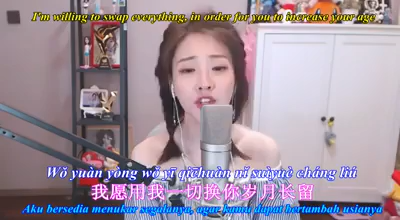 I'm willing to swap everything, in order for you to increase your age
Wǒ yuàn yòng wǒ yī qièhuàn nǐ suìyuè cháng liú
我愿用我一切换你岁月长留
Aku bersedia menukar segalanya, agar kamu dapat bertambah usianya